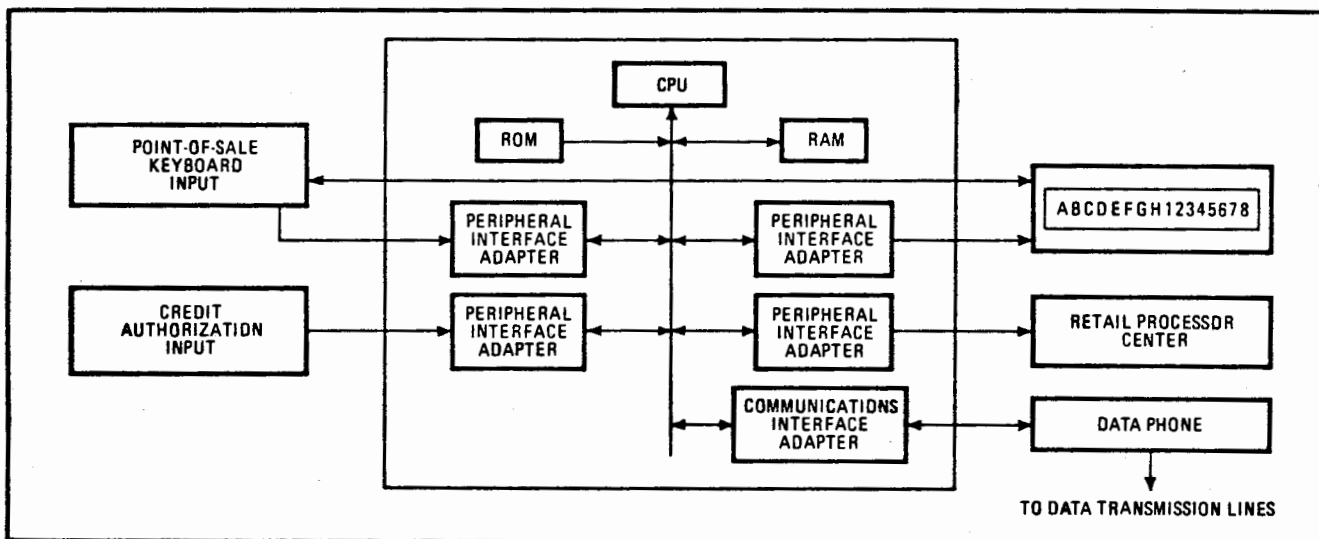 CPU
ROM
RAM
POINT-OF-SALE
KEYBOARD
INPUT
ABCDEFGH12345678
PERIPHERAL
INTERFACE
ADAPTER
PERIPHERAL
INTERFACE
ADAPTER
CREDIT
AUTHORIZATION
INPUT
PERIPHERAL
INTERFACE
ADAPTER
PERIPHERAL
INTERFACE
ADAPTER
RETAIL PROCESSOR
CENTER
COMMUNICATIONS
INTERFACE
ADAPTER
DATA PHONE
TO DATA TRANSMISSION LINES